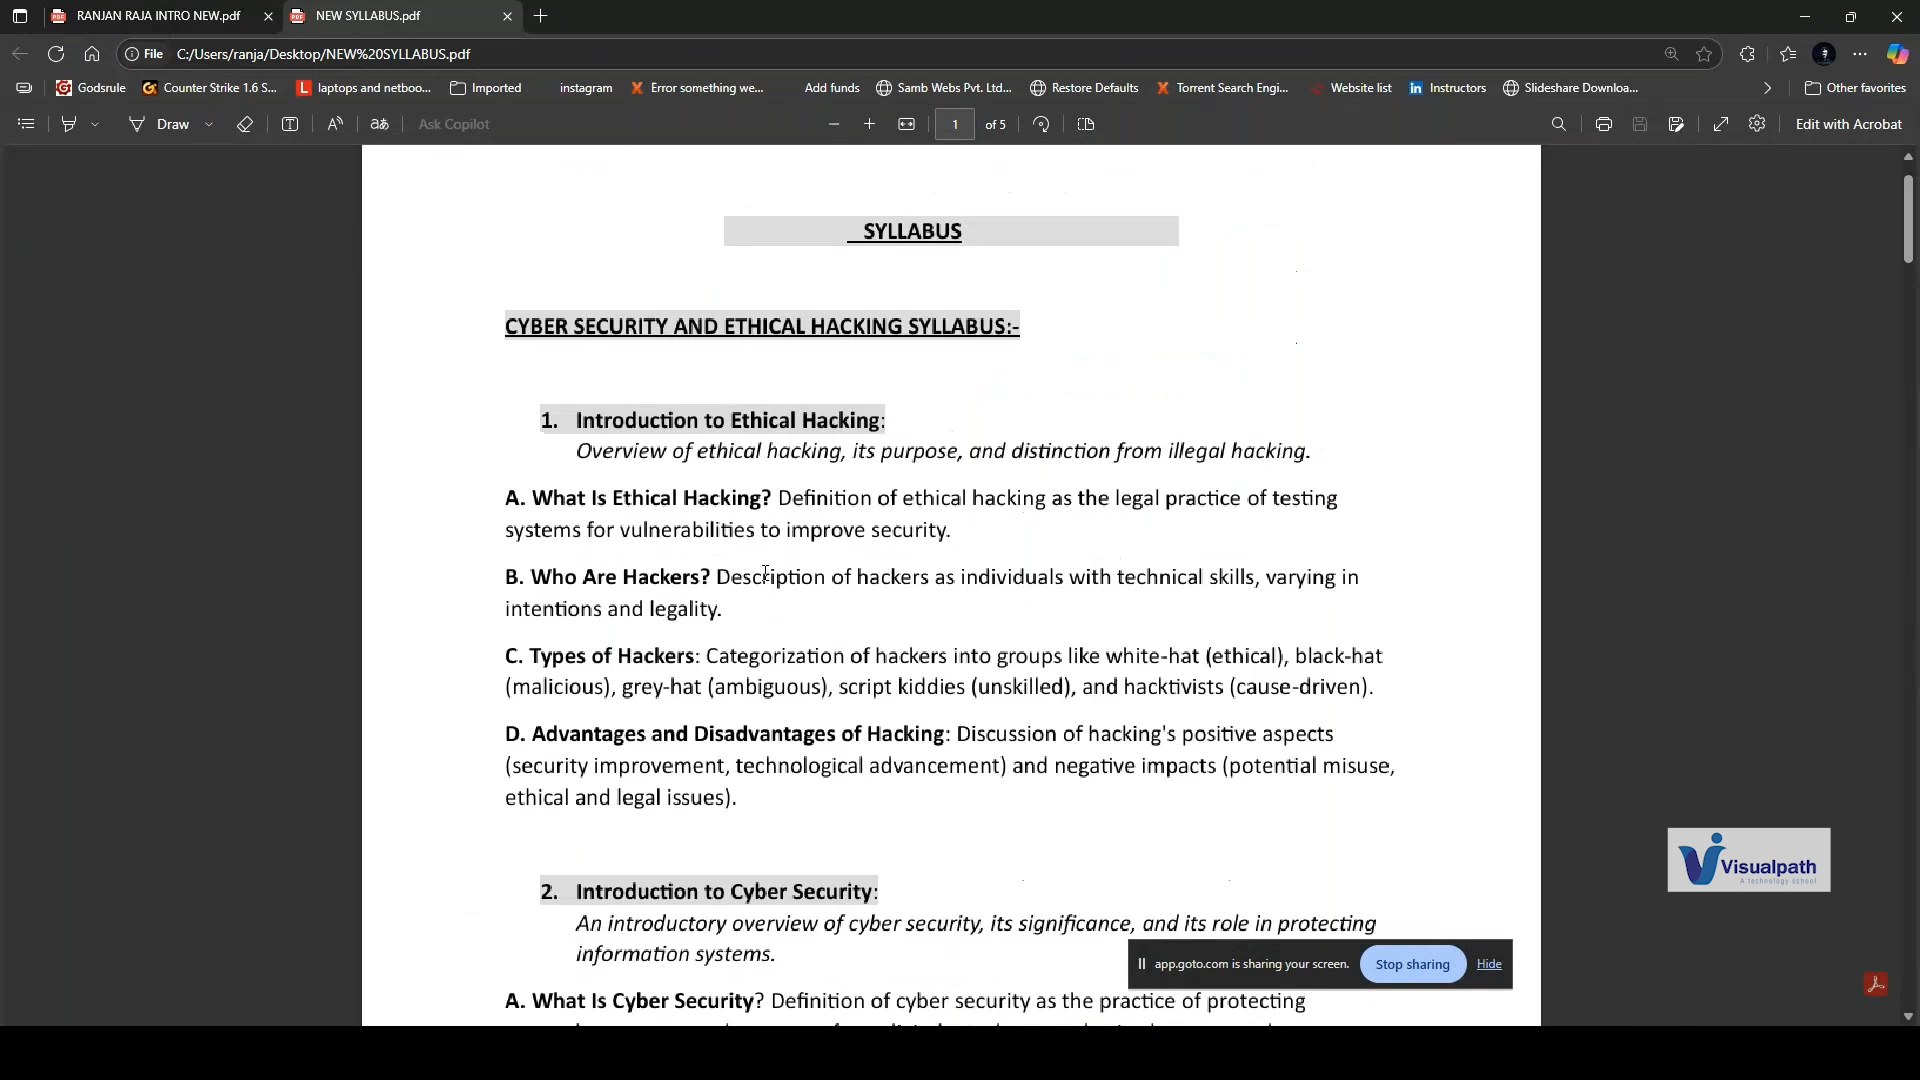 RANJAN RAJA INTRO NEW.pdf
NEW SYLLABUS.pdf
File C:/Users/ranja/Desktop/NEW%20SYLLABUS.pdf
Godsrule Counter Strike 1.6 S... laptops and netboo... Imported instagram Error something we... Add funds Samb Webs Pvt. Ltd... Restore Defaults Torrent Search Engi... Website list Instructors Slideshare Downloa... Other favorites
Draw Ask Copilot 1 of 5 Edit with Acrobat
SYLLABUS
CYBER SECURITY AND ETHICAL HACKING SYLLABUS:-
1. Introduction to Ethical Hacking:
Overview of ethical hacking, its purpose, and distinction from illegal hacking.
A. What Is Ethical Hacking? Definition of ethical hacking as the legal practice of testing
systems for vulnerabilities to improve security.
B. Who Are Hackers? Description of hackers as individuals with technical skills, varying in
intentions and legality.
C. Types of Hackers: Categorization of hackers into groups like white-hat (ethical), black-hat
(malicious), grey-hat (ambiguous), script kiddies (unskilled), and hacktivists (cause-driven).
D. Advantages and Disadvantages of Hacking: Discussion of hacking's positive aspects
(security improvement, technological advancement) and negative impacts (potential misuse,
ethical and legal issues).
Visualpath
A technology school
2. Introduction to Cyber Security:
An introductory overview of cyber security, its significance, and its role in protecting
information systems.
app.goto.com is sharing your screen. Stop sharing Hide
A. What Is Cyber Security? Definition of cyber security as the practice of protecting